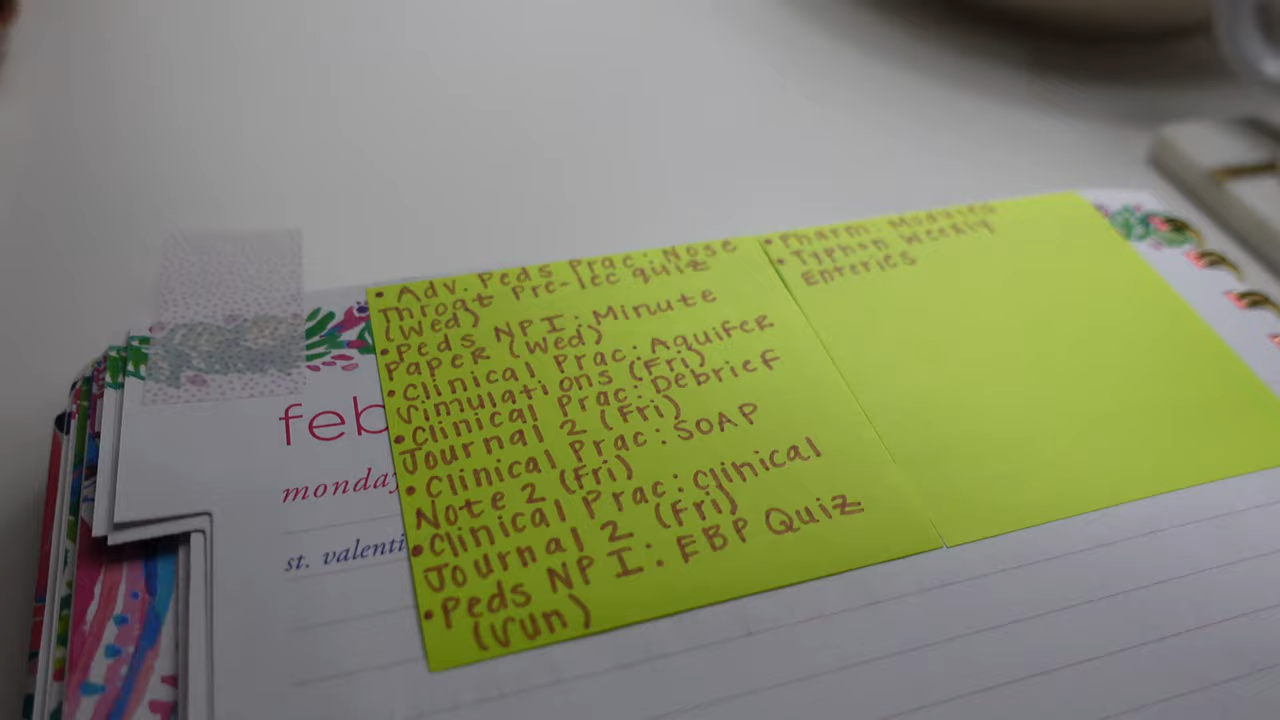 • Adv. Peds Prac: Nose
Throat Pre-lec quiz
(Wed)
• Peds NPI: Minute
Paper (Wed)
• Clinical Prac: Aquifer
Simulations (Fri)
• Clinical Prac: Debrief
Journal 2 (Fri)
• Clinical Prac: SOAP
Note 2 (Fri)
• Clinical Prac: Clinical
Journal 2 (Fri)
• Peds NPI: EBP Quiz
(Sun)
• Pharm: Modules
• Typhon Weekly
Enteries
feb
monday
st. valenti